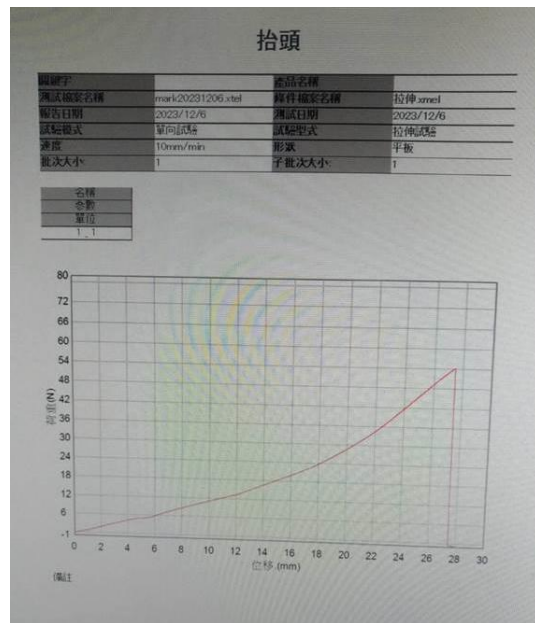 抬頭
關鍵字 產品名稱
測試檔案名稱 mark20231206.xtel 條件檔案名稱 拉伸.xmel
報告日期 2023/12/6 測試日期 2023/12/6
試驗模式 單向試驗 試驗型式 拉伸試驗
速度 10mm/min 形狀 平板
批次大小: 1 子批次大小: 1
名稱
參數
單位
1 _ 1
80
72
66
60
54
48
42
36
30
24
18
12
6
-1
荷重(N)
0 2 4 6 8 10 12 14 16 18 20 22 24 26 28 30
位移.(mm)
備註